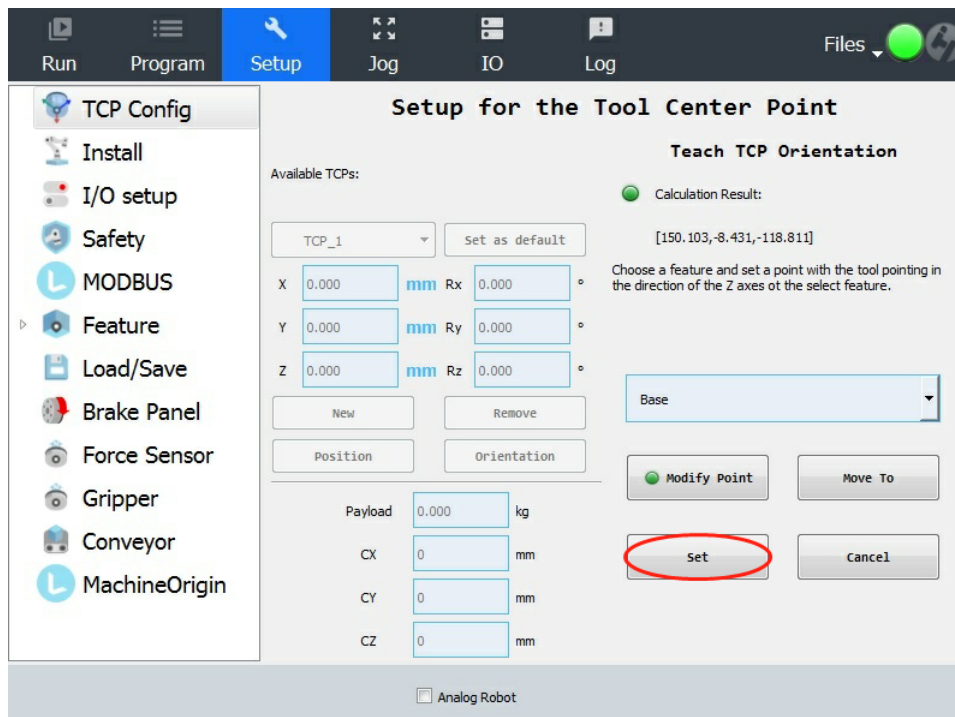 Run Program Setup Jog IO Log Files
TCP Config
Install
I/O setup
Safety
MODBUS
Feature
Load/Save
Brake Panel
Force Sensor
Gripper
Conveyor
MachineOrigin
Setup for the Tool Center Point
Available TCPs:
TCP_1 Set as default
X 0.000 mm Rx 0.000 °
Y 0.000 mm Ry 0.000 °
Z 0.000 mm Rz 0.000 °
New Remove
Position Orientation
Payload 0.000 kg
CX 0 mm
CY 0 mm
CZ 0 mm
Teach TCP Orientation
Calculation Result:
[150.103,-8.431,-118.811]
Choose a feature and set a point with the tool pointing in
the direction of the Z axes ot the select feature.
Base
Modify Point Move To
Set Cancel
Analog Robot